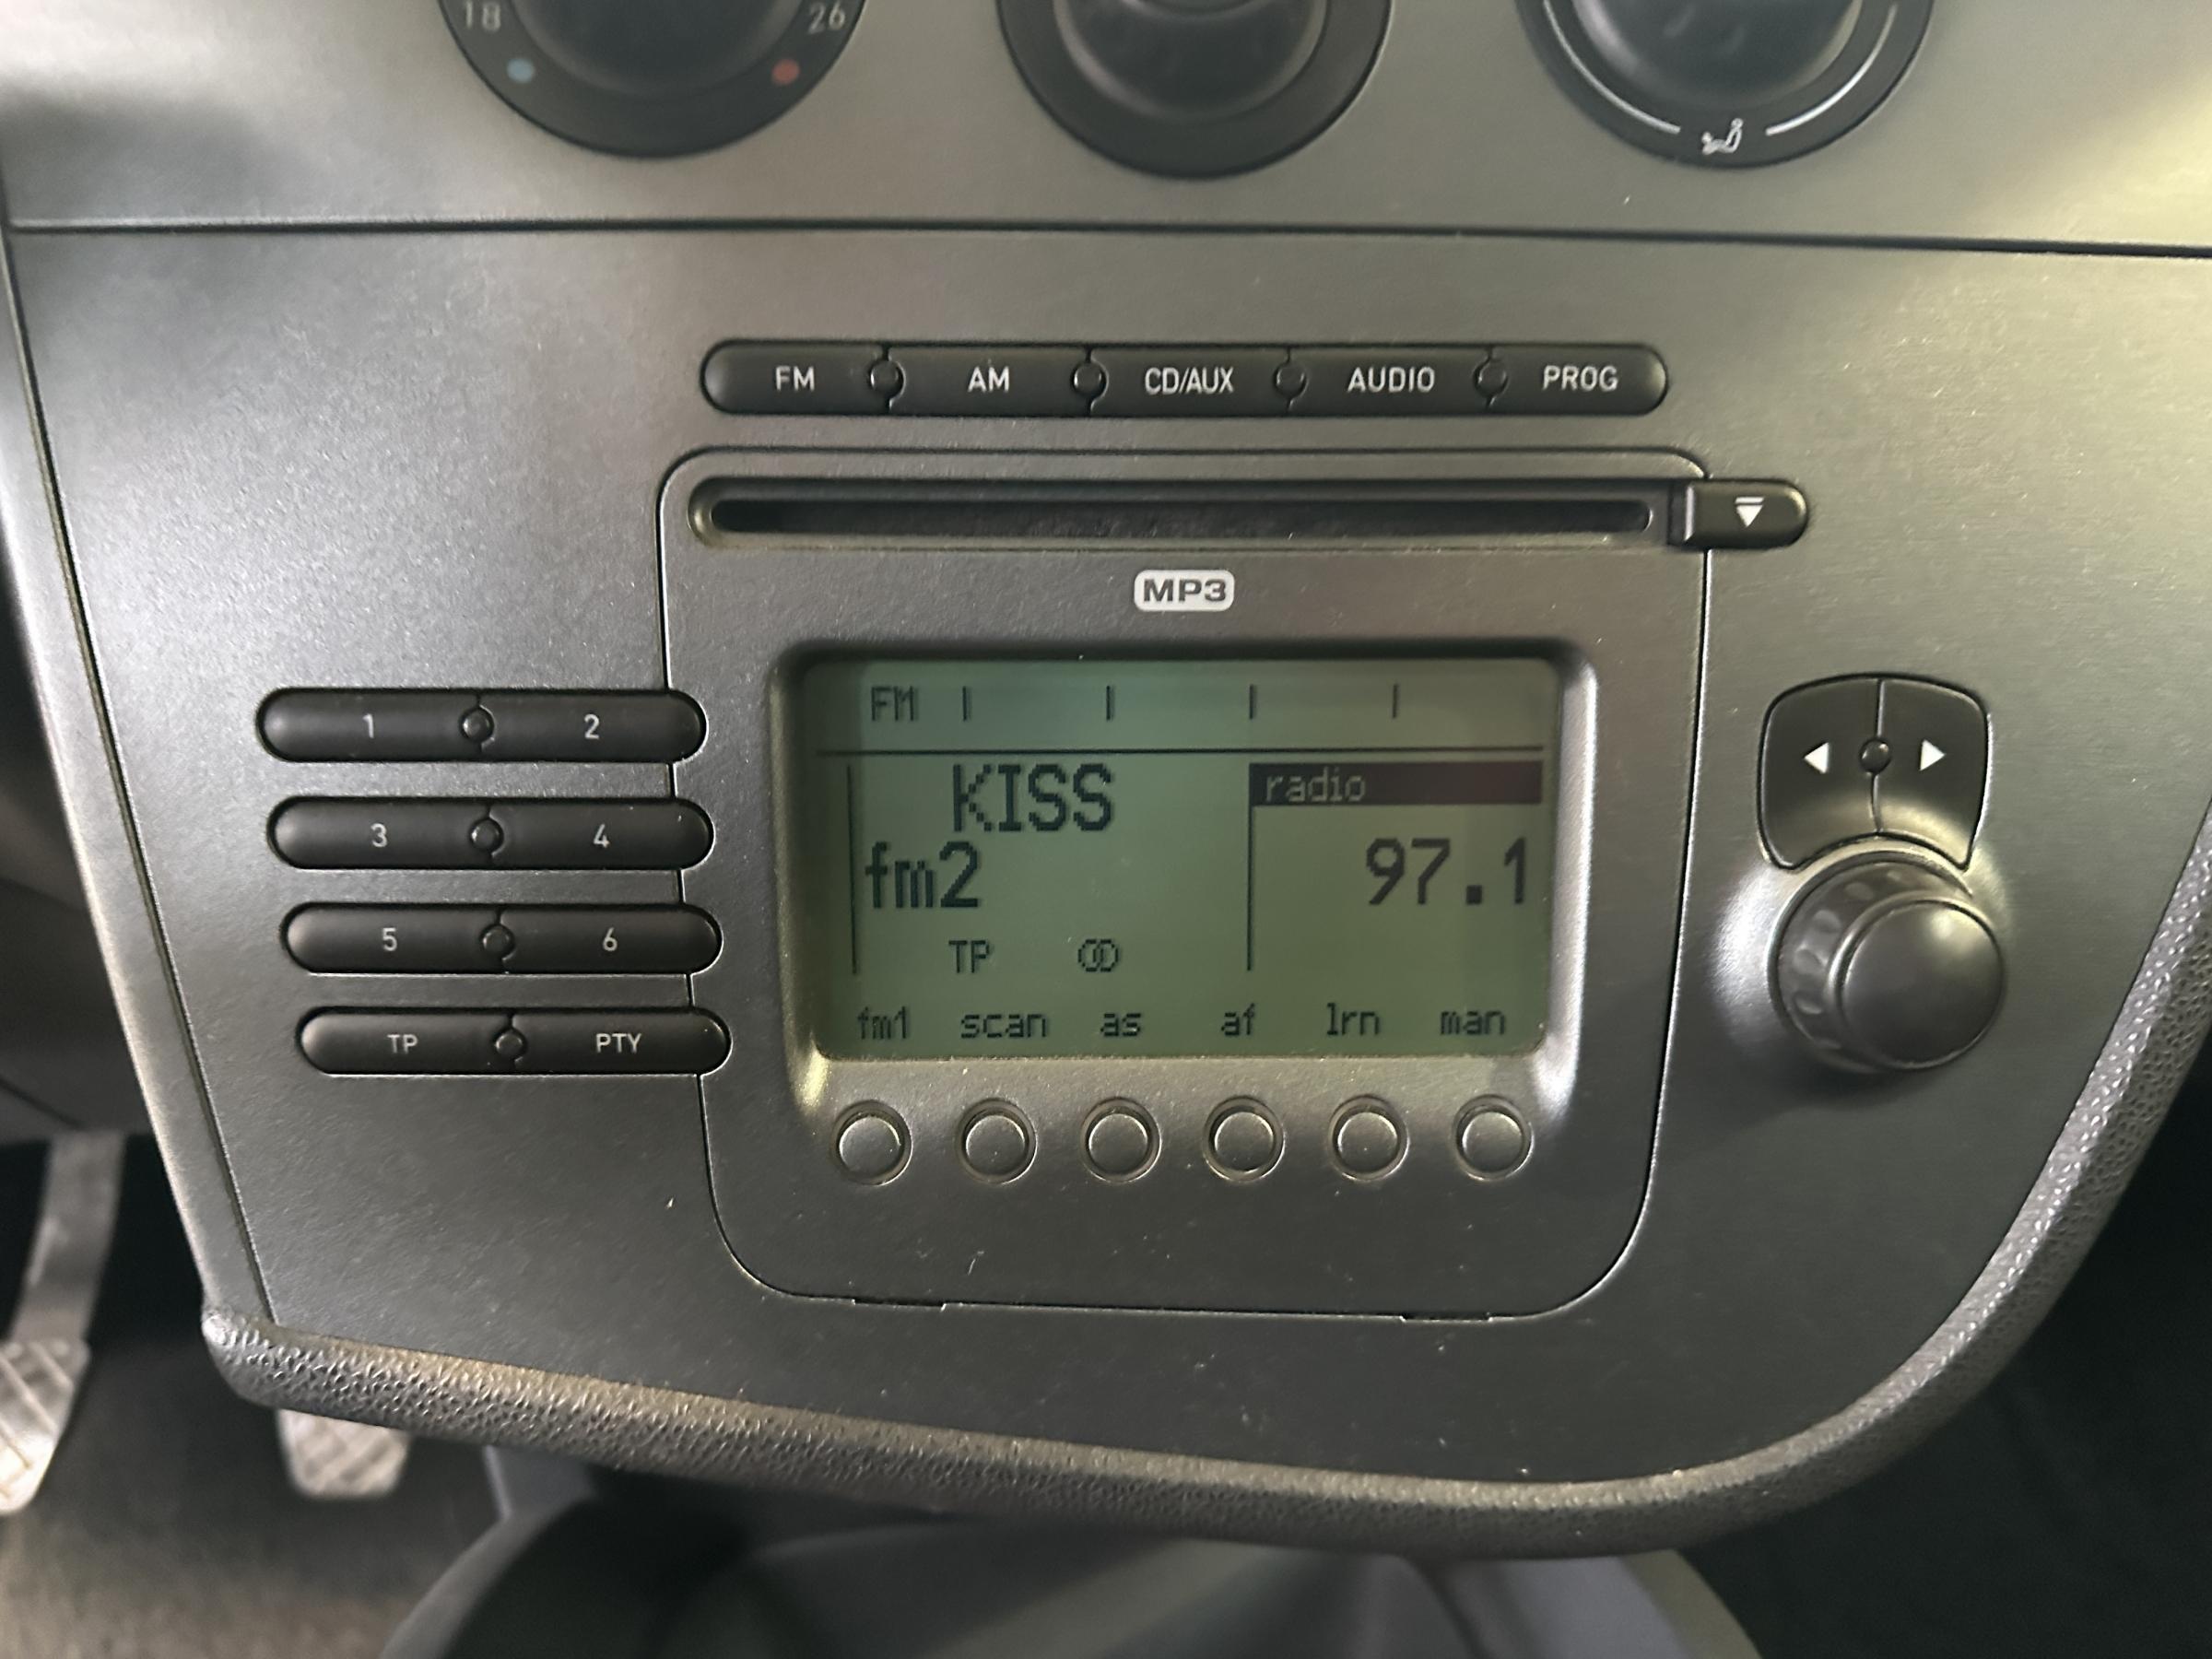 18 26
FM AM CD/AUX AUDIO PROG
MP3
FM
KISS
radio
fm2
97.1
TP
fm1 scan as af lrn man
1 2
3 4
5 6
TP PTY